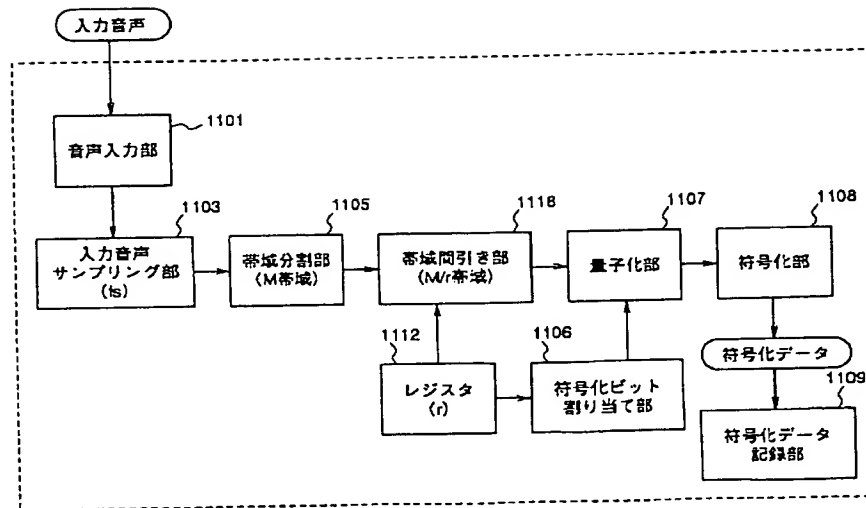 入力音声
1101
音声入力部
1103
入力音声
サンプリング部
(fs)
1105
帯域分割部
(M帯域)
1118
帯域間引き部
(M/r帯域)
1107
量子化部
1108
符号化部
1112
レジスタ
(r)
1106
符号化ビット
割り当て部
符号化データ
1109
符号化データ
記録部